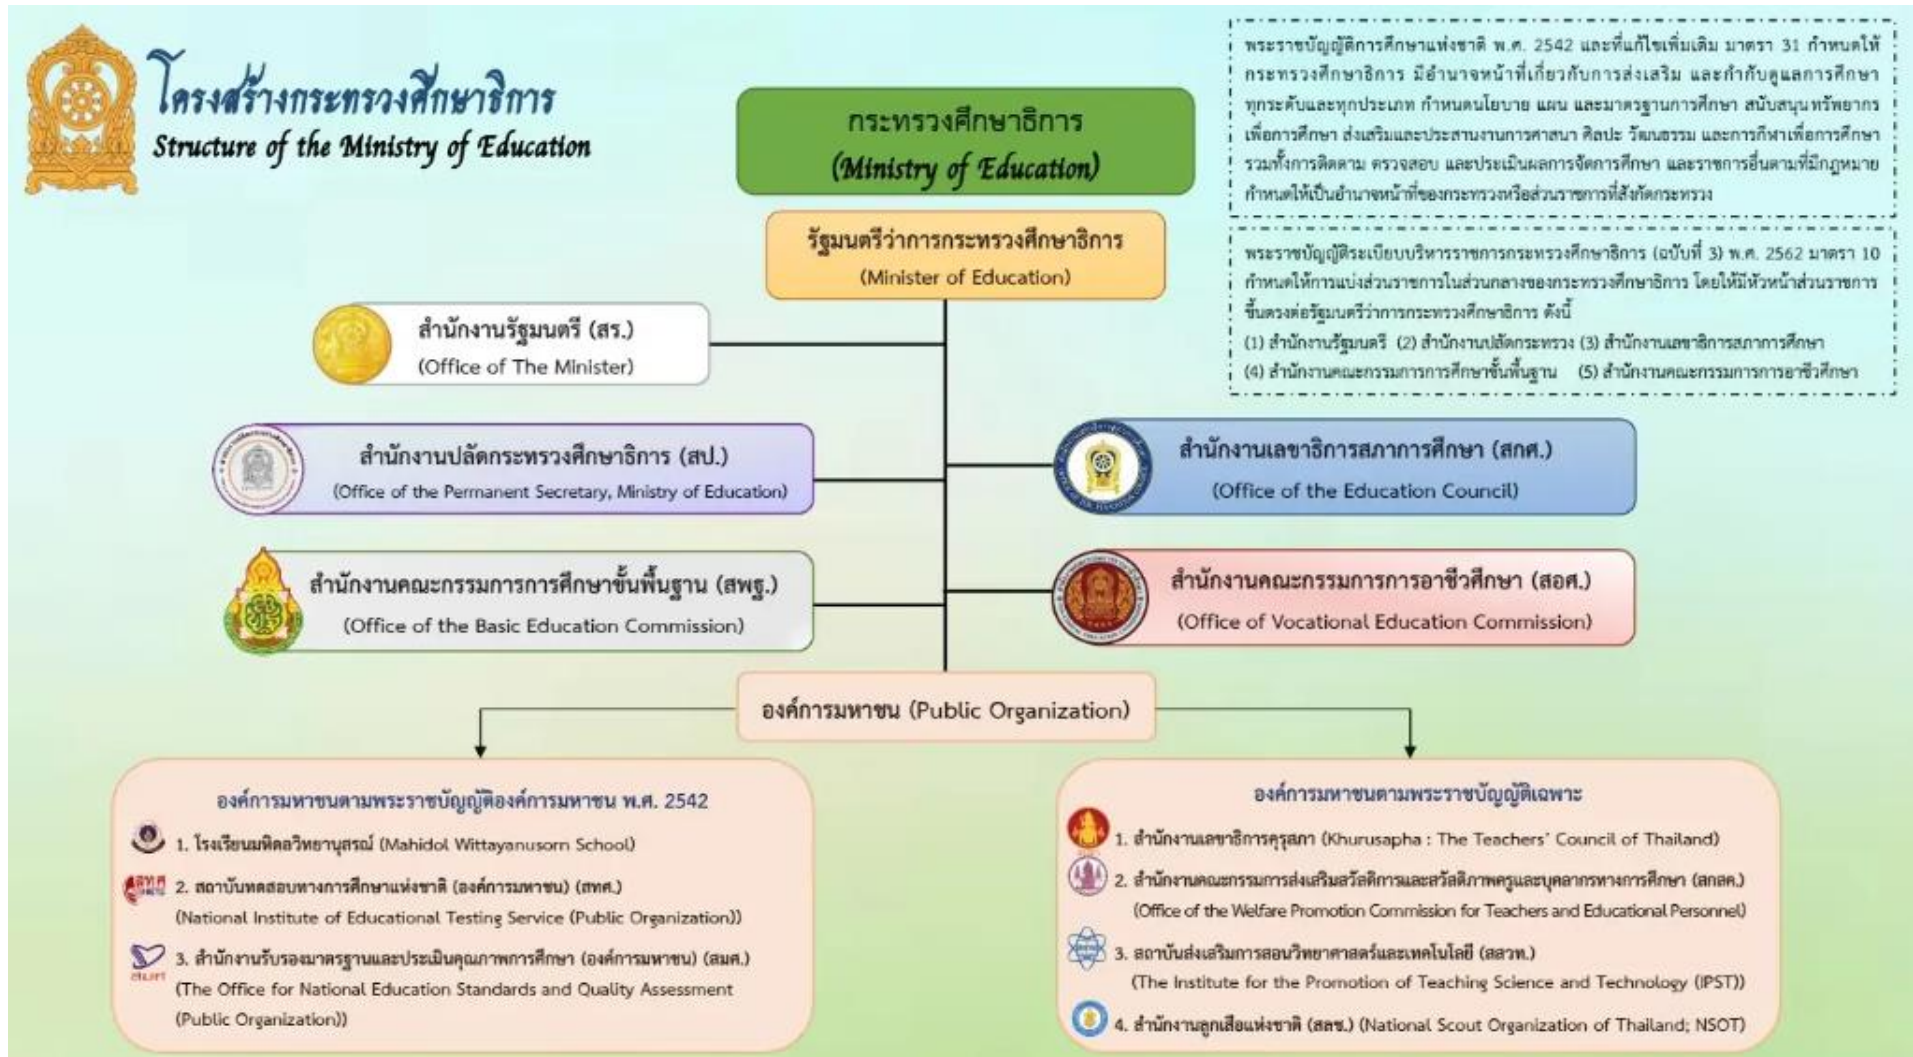 โครงสร้างกระทรวงศึกษาธิการ
Structure of the Ministry of Education
กระทรวงศึกษาธิการ
(Ministry of Education)
พระราชบัญญัติการศึกษาแห่งชาติ พ.ศ. 2542 และที่แก้ไขเพิ่มเติม มาตรา 31 กำหนดให้
กระทรวงศึกษาธิการ มีอำนาจหน้าที่เกี่ยวกับการส่งเสริม และกำกับดูแลการศึกษา
ทุกระดับและทุกประเภท กำหนดนโยบาย แผน และมาตรฐานการศึกษา สนับสนุนทรัพยากร
เพื่อการศึกษา ส่งเสริมและประสานงานการศาสนา ศิลปะ วัฒนธรรม และการกีฬาเพื่อการศึกษา
รวมทั้งการติดตาม ตรวจสอบ และประเมินผลการจัดการศึกษา และราชการอื่นตามที่มีกฎหมาย
กำหนดให้เป็นอำนาจหน้าที่ของกระทรวงหรือส่วนราชการที่สังกัดกระทรวง
รัฐมนตรีว่าการกระทรวงศึกษาธิการ
(Minister of Education)
พระราชบัญญัติระเบียบบริหารราชการกระทรวงศึกษาธิการ (ฉบับที่ 3) พ.ศ. 2562 มาตรา 10
กำหนดให้การแบ่งส่วนราชการในส่วนกลางของกระทรวงศึกษาธิการ โดยให้มีหัวหน้าส่วนราชการ
ขึ้นตรงต่อรัฐมนตรีว่าการกระทรวงศึกษาธิการ ดังนี้
(1) สำนักงานรัฐมนตรี (2) สำนักงานปลัดกระทรวง (3) สำนักงานเลขาธิการสภาการศึกษา
(4) สำนักงานคณะกรรมการการศึกษาขั้นพื้นฐาน (5) สำนักงานคณะกรรมการการอาชีวศึกษา
สำนักงานรัฐมนตรี (สร.)
(Office of The Minister)
สำนักงานปลัดกระทรวงศึกษาธิการ (สป.)
(Office of the Permanent Secretary, Ministry of Education)
สำนักงานเลขาธิการสภาการศึกษา (สกศ.)
(Office of the Education Council)
สำนักงานคณะกรรมการการศึกษาขั้นพื้นฐาน (สพฐ.)
(Office of the Basic Education Commission)
สำนักงานคณะกรรมการการอาชีวศึกษา (สอศ.)
(Office of Vocational Education Commission)
องค์การมหาชน (Public Organization)
องค์การมหาชนตามพระราชบัญญัติองค์การมหาชน พ.ศ. 2542
1. โรงเรียนมหิดลวิทยานุสรณ์ (Mahidol Wittayanusorn School)
สทศ
2. สถาบันทดสอบทางการศึกษาแห่งชาติ (องค์การมหาชน) (สทศ.)
(National Institute of Educational Testing Service (Public Organization))
สมศ
3. สำนักงานรับรองมาตรฐานและประเมินคุณภาพการศึกษา (องค์การมหาชน) (สมศ.)
(The Office for National Education Standards and Quality Assessment
(Public Organization))
องค์การมหาชนตามพระราชบัญญัติเฉพาะ
1. สำนักงานเลขาธิการคุรุสภา (Khurusapha : The Teachers' Council of Thailand)
2. สำนักงานคณะกรรมการส่งเสริมสวัสดิการและสวัสดิภาพครูและบุคลากรทางการศึกษา (สกสค.)
(Office of the Welfare Promotion Commission for Teachers and Educational Personnel)
3. สถาบันส่งเสริมการสอนวิทยาศาสตร์และเทคโนโลยี (สสวท.)
(The Institute for the Promotion of Teaching Science and Technology (IPST))
4. สำนักงานลูกเสือแห่งชาติ (สลช.) (National Scout Organization of Thailand; NSOT)